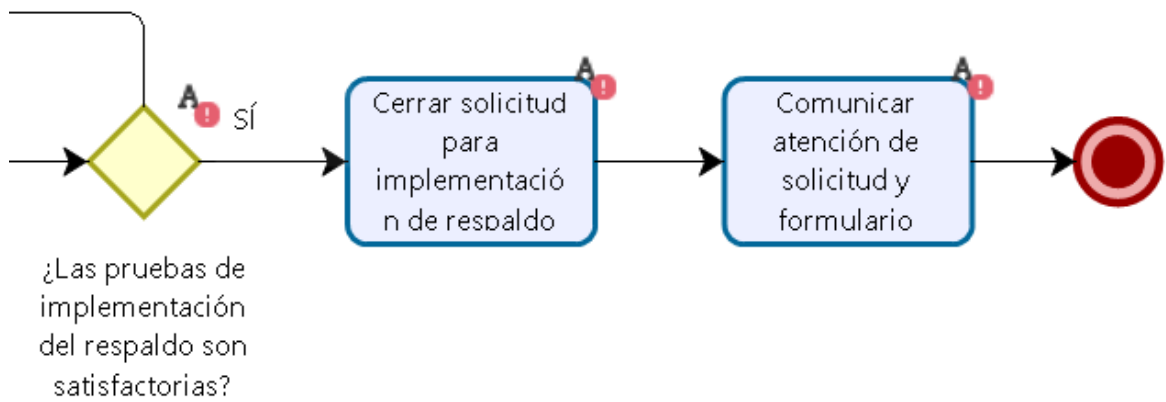 A
!
SÍ
¿Las pruebas de
implementación
del respaldo son
satisfactorias?
A
!
Cerrar solicitud
para
implementació
n de respaldo
A
!
Comunicar
atención de
solicitud y
formulario